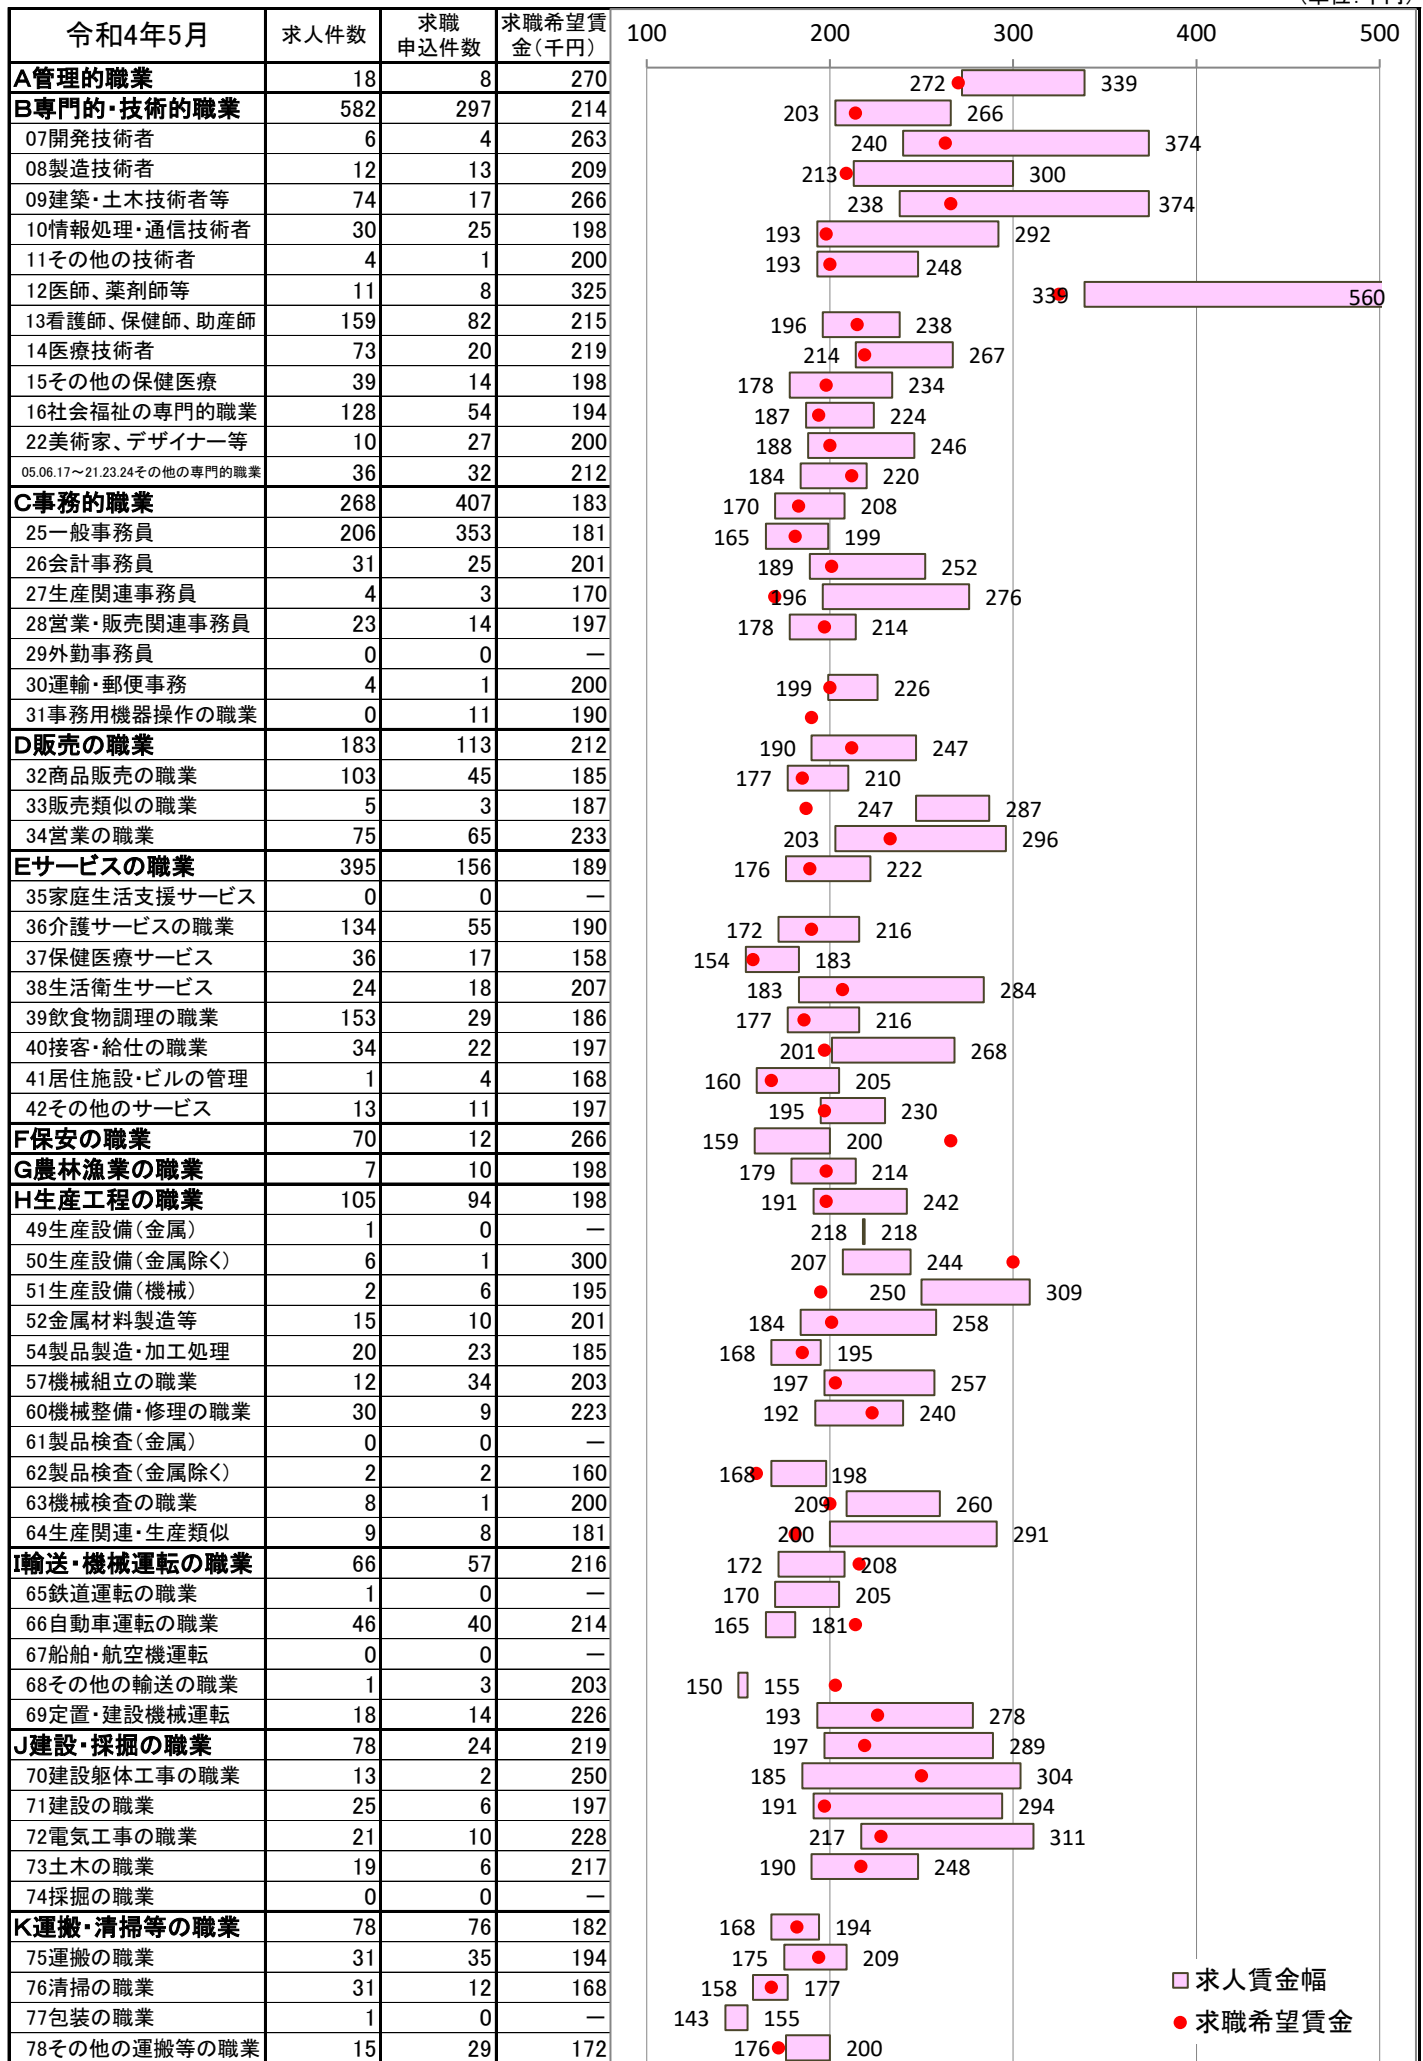 令和4年5月 求人件数 求職申込件数 求職希望賃金(千円) 100 200 300 400 500
A管理的職業 18 8 270 272 339
B専門的・技術的職業 582 297 214 203 266
07開発技術者 6 4 263 240 374
08製造技術者 12 13 209 213 300
09建築・土木技術者等 74 17 266 238 374
10情報処理・通信技術者 30 25 198 193 292
11その他の技術者 4 1 200 193 248
12医師、薬剤師等 11 8 325 339 560
13看護師、保健師、助産師 159 82 215 196 238
14医療技術者 73 20 219 214 267
15その他の保健医療 39 14 198 178 234
16社会福祉の専門的職業 128 54 194 187 224
22美術家、デザイナー等 10 27 200 188 246
05.06.17～21.23.24その他の専門的職業 36 32 212 184 220
C事務的職業 268 407 183 170 208
25一般事務員 206 353 181 165 199
26会計事務員 31 25 201 189 252
27生産関連事務員 4 3 170 196 276
28営業・販売関連事務員 23 14 197 178 214
29外勤事務員 0 0 ―
30運輸・郵便事務 4 1 200 199 226
31事務用機器操作の職業 0 11 190
D販売の職業 183 113 212 190 247
32商品販売の職業 103 45 185 177 210
33販売類似の職業 5 3 187 247 287
34営業の職業 75 65 233 203 296
Eサービスの職業 395 156 189 176 222
35家庭生活支援サービス 0 0 ―
36介護サービスの職業 134 55 190 172 216
37保健医療サービス 36 17 158 154 183
38生活衛生サービス 24 18 207 183 284
39飲食物調理の職業 153 29 186 177 216
40接客・給仕の職業 34 22 197 201 268
41居住施設・ビルの管理 1 4 168 160 205
42その他のサービス 13 11 197 195 230
F保安の職業 70 12 266 159 200
G農林漁業の職業 7 10 198 179 214
H生産工程の職業 105 94 198 191 242
49生産設備(金属) 1 0 ― 218 218
50生産設備(金属除く) 6 1 300 207 244
51生産設備(機械) 2 6 195 250 309
52金属材料製造等 15 10 201 184 258
54製品製造・加工処理 20 23 185 168 195
57機械組立の職業 12 34 203 197 257
60機械整備・修理の職業 30 9 223 192 240
61製品検査(金属) 0 0 ―
62製品検査(金属除く) 2 2 160 168 198
63機械検査の職業 8 1 200 209 260
64生産関連・生産類似 9 8 181 200 291
I輸送・機械運転の職業 66 57 216 172 208
65鉄道運転の職業 1 0 ― 170 205
66自動車運転の職業 46 40 214 165 181
67船舶・航空機運転 0 0 ―
68その他の輸送の職業 1 3 203 150 155
69定置・建設機械運転 18 14 226 193 278
J建設・採掘の職業 78 24 219 197 289
70建設躯体工事の職業 13 2 250 185 304
71建設の職業 25 6 197 191 294
72電気工事の職業 21 10 228 217 311
73土木の職業 19 6 217 190 248
74採掘の職業 0 0 ―
K運搬・清掃等の職業 78 76 182 168 194
75運搬の職業 31 35 194 175 209
76清掃の職業 31 12 168 158 177
77包装の職業 1 0 ― 143 155
78その他の運搬等の職業 15 29 172 176 200
求人賃金幅
求職希望賃金